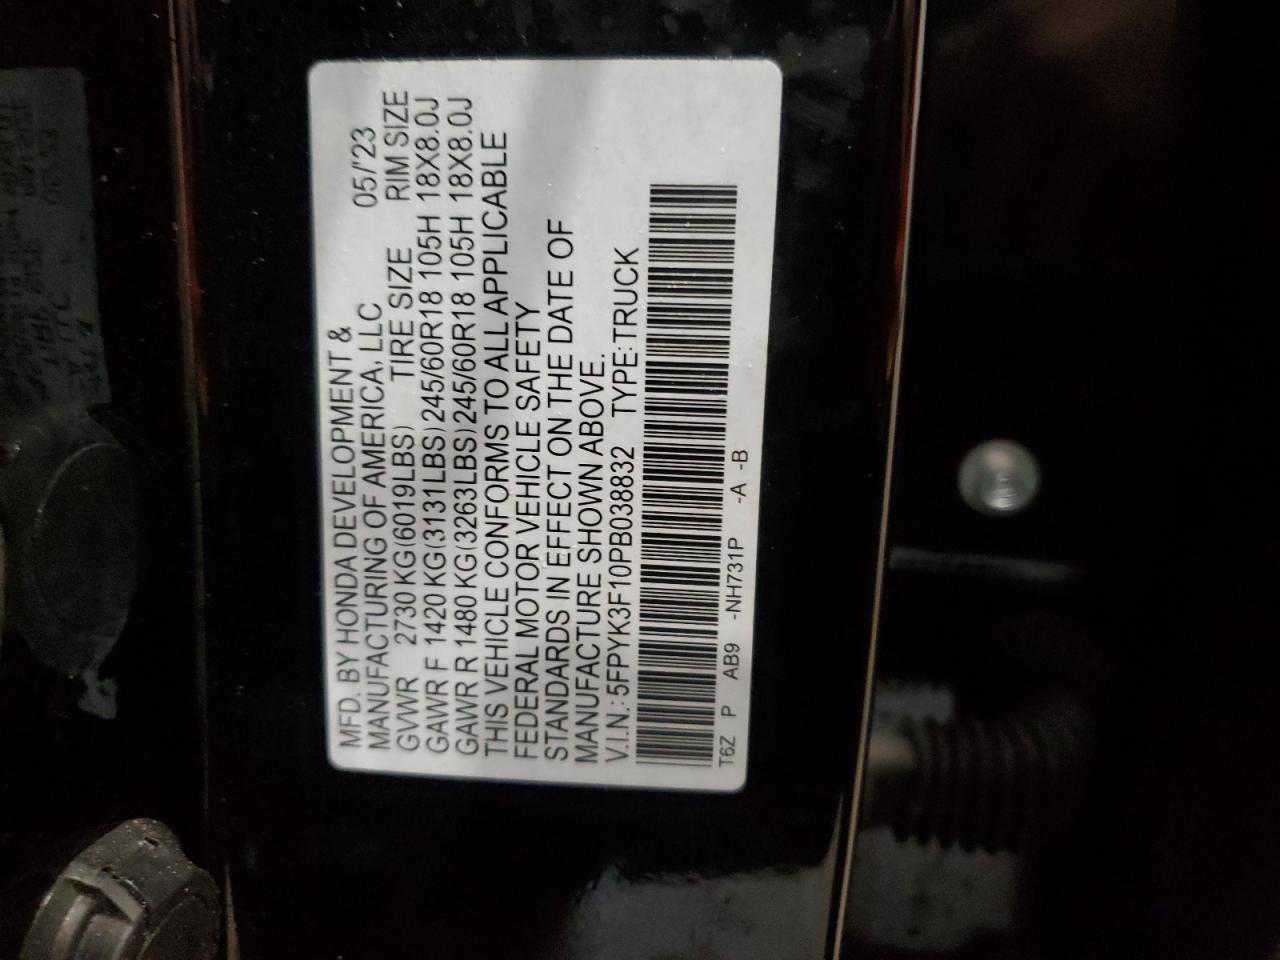 MFD. BY HONDA DEVELOPMENT &
MANUFACTURING OF AMERICA, LLC 05/'23
GVWR 2730 KG(6019LBS) TIRE SIZE RIM SIZE
GAWR F 1420 KG(3131LBS) 245/60R18 105H 18X8.0J
GAWR R 1480 KG(3263LBS) 245/60R18 105H 18X8.0J
THIS VEHICLE CONFORMS TO ALL APPLICABLE
FEDERAL MOTOR VEHICLE SAFETY
STANDARDS IN EFFECT ON THE DATE OF
MANUFACTURE SHOWN ABOVE.
V.I.N.: 5FPYK3F10PB038832 TYPE: TRUCK
T6Z P AB9 -NH731P -A -B